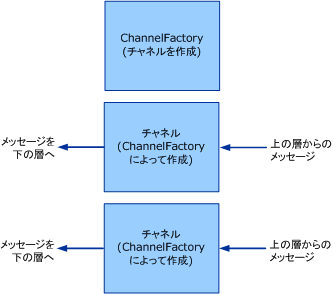 ChannelFactory
(チャネルを作成)
メッセージを
下の層へ
チャネル
(ChannelFactory
によって作成)
上の層からの
メッセージ
メッセージを
下の層へ
チャネル
(ChannelFactory
によって作成)
上の層からの
メッセージ